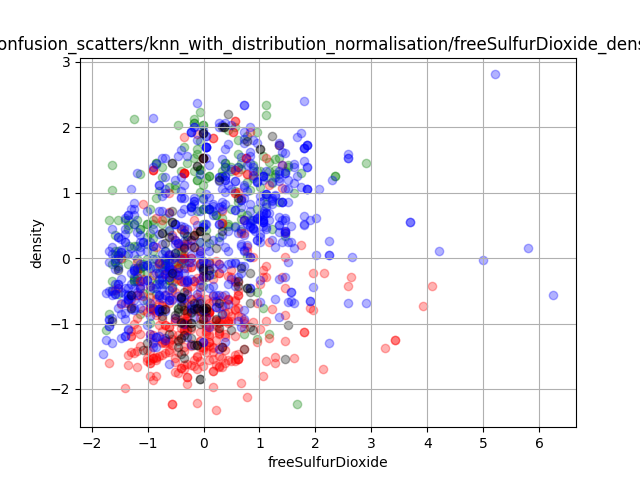 onfusion_scatters/knn_with_distribution_normalisation/freeSulfurDioxide_dens
3
2
1
0
−1
−2
density
−2 −1 0 1 2 3 4 5 6
freeSulfurDioxide